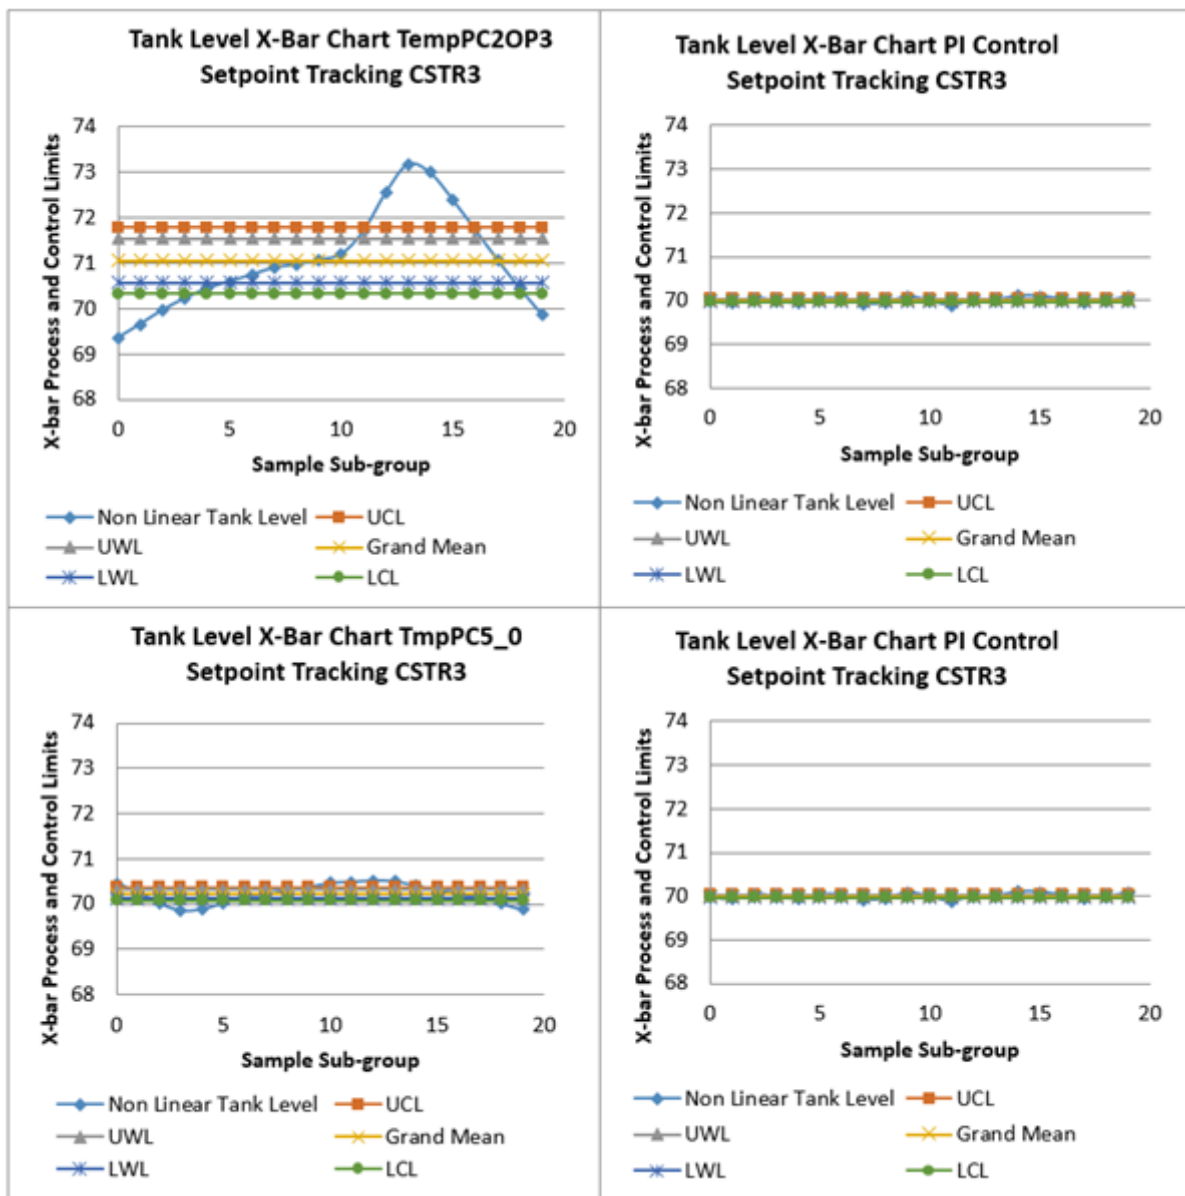 Tank Level X-Bar Chart TempPC2OP3
Setpoint Tracking CSTR3
X-bar Process and Control Limits
74
73
72
71
70
69
68
0 5 10 15 20
Sample Sub-group
Non Linear Tank Level UCL
UWL Grand Mean
LWL LCL
Tank Level X-Bar Chart PI Control
Setpoint Tracking CSTR3
X-bar Process and Control Limits
74
73
72
71
70
69
68
0 5 10 15 20
Sample Sub-group
Non Linear Tank Level UCL
UWL Grand Mean
LWL LCL
Tank Level X-Bar Chart TmpPC5_0
Setpoint Tracking CSTR3
X-bar Process and Control Limits
74
73
72
71
70
69
68
0 5 10 15 20
Sample Sub-group
Non Linear Tank Level UCL
UWL Grand Mean
LWL LCL
Tank Level X-Bar Chart PI Control
Setpoint Tracking CSTR3
X-bar Process and Control Limits
74
73
72
71
70
69
68
0 5 10 15 20
Sample Sub-group
Non Linear Tank Level UCL
UWL Grand Mean
LWL LCL